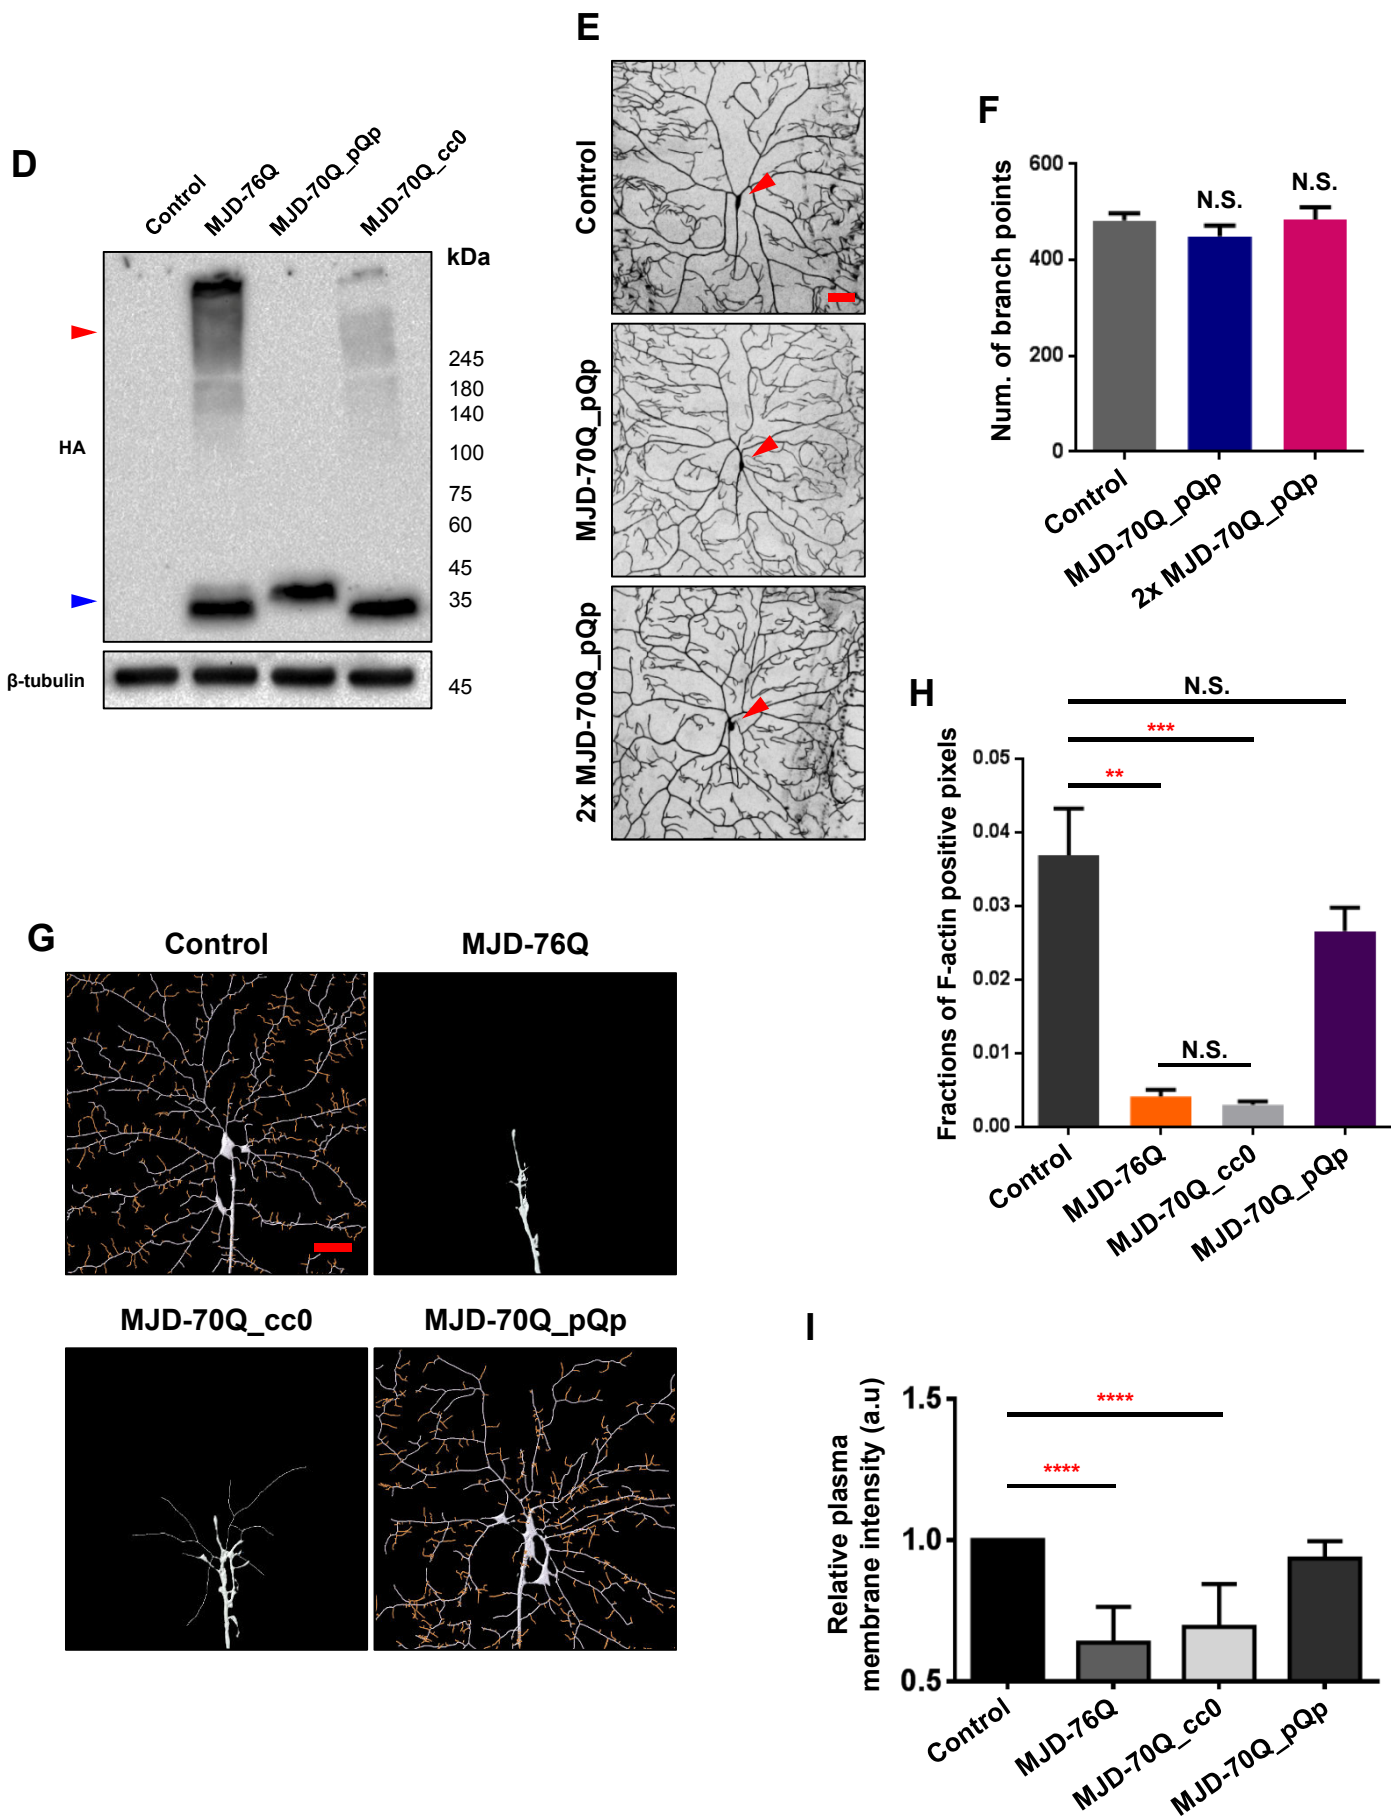 D
Control
MJD-76Q
MJD-70Q_pQp
MJD-70Q_cc0
kDa
245
180
140
100
75
60
45
35
HA
β-tubulin
45
E
Control
MJD-70Q_pQp
2x MJD-70Q_pQp
F
Num. of branch points
600
400
200
0
N.S.
N.S.
Control
MJD-70Q_pQp
2x MJD-70Q_pQp
G
Control
MJD-76Q
MJD-70Q_cc0
MJD-70Q_pQp
H
Fractions of F-actin positive pixels
0.05
0.04
0.03
0.02
0.01
0.00
N.S.
***
**
N.S.
Control
MJD-76Q
MJD-70Q_cc0
MJD-70Q_pQp
I
Relative plasma
membrane intensity (a.u)
1.5
1.0
0.5
****
****
Control
MJD-76Q
MJD-70Q_cc0
MJD-70Q_pQp